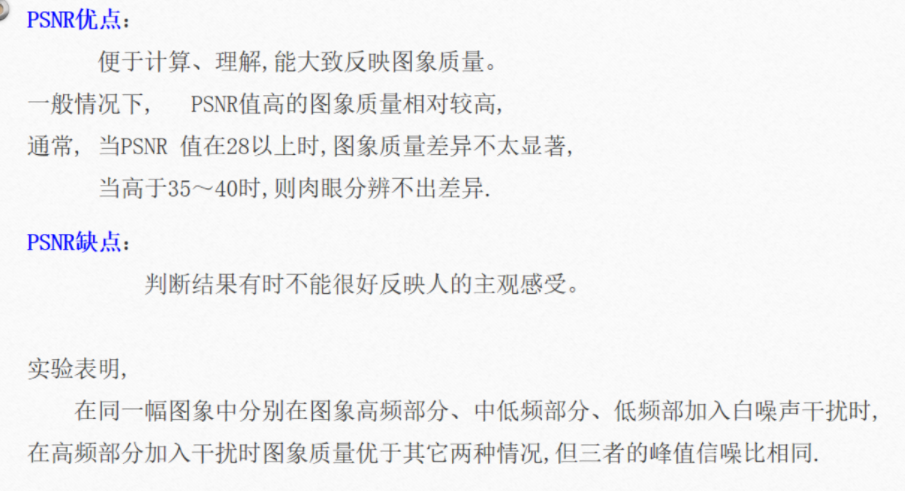 PSNR优点：
便于计算、理解,能大致反映图象质量。
一般情况下, PSNR值高的图象质量相对较高,
通常, 当PSNR 值在28以上时,图象质量差异不太显著,
当高于35～40时,则肉眼分辨不出差异.
PSNR缺点：
判断结果有时不能很好反映人的主观感受。
实验表明,
在同一幅图象中分别在图象高频部分、中低频部分、低频部加入白噪声干扰时,
在高频部分加入干扰时图象质量优于其它两种情况,但三者的峰值信噪比相同.